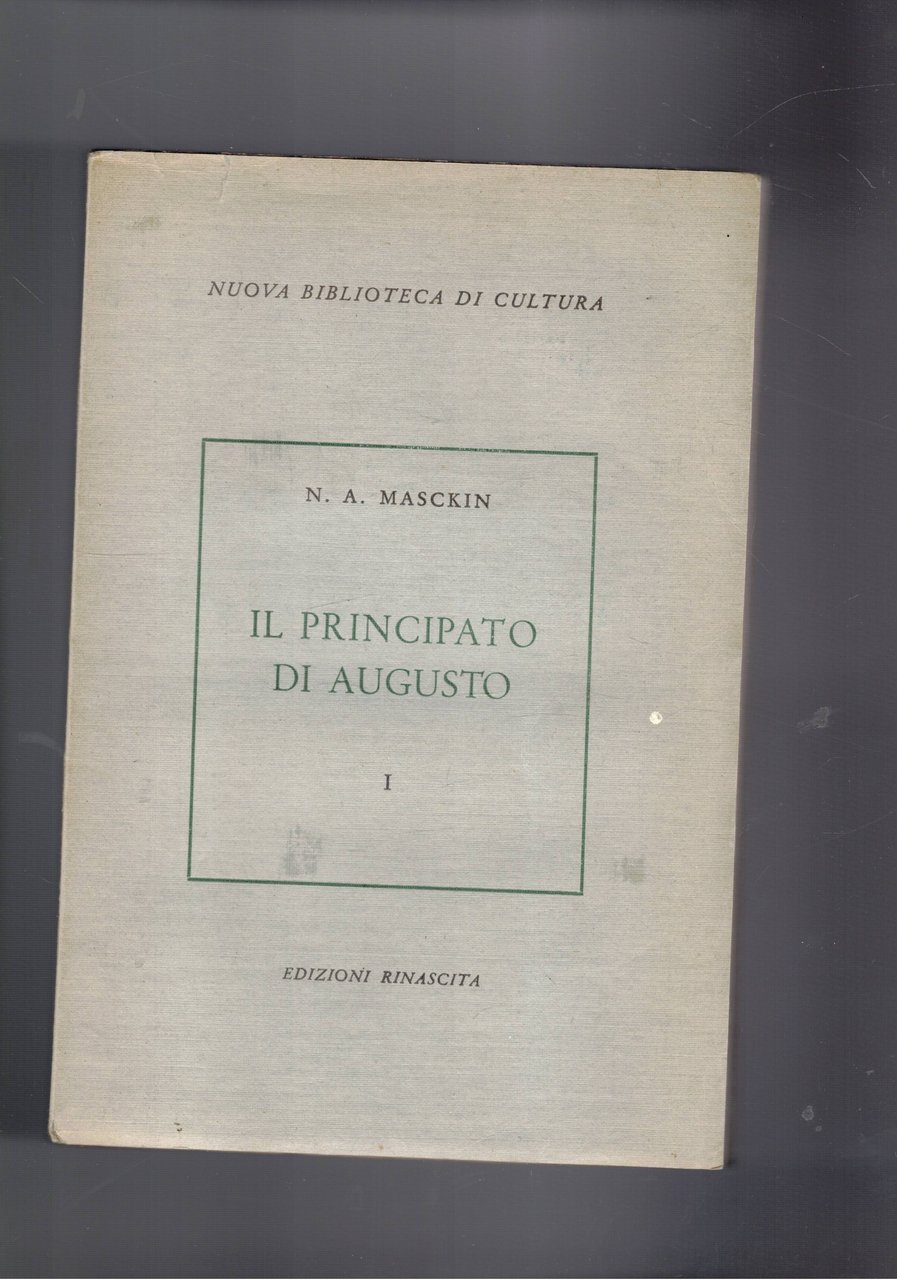 NUOVA BIBLIOTECA DI CULTURA
N. A. MASCKIN
IL PRINCIPATO
DI AUGUSTO
I
EDIZIONI RINASCITA